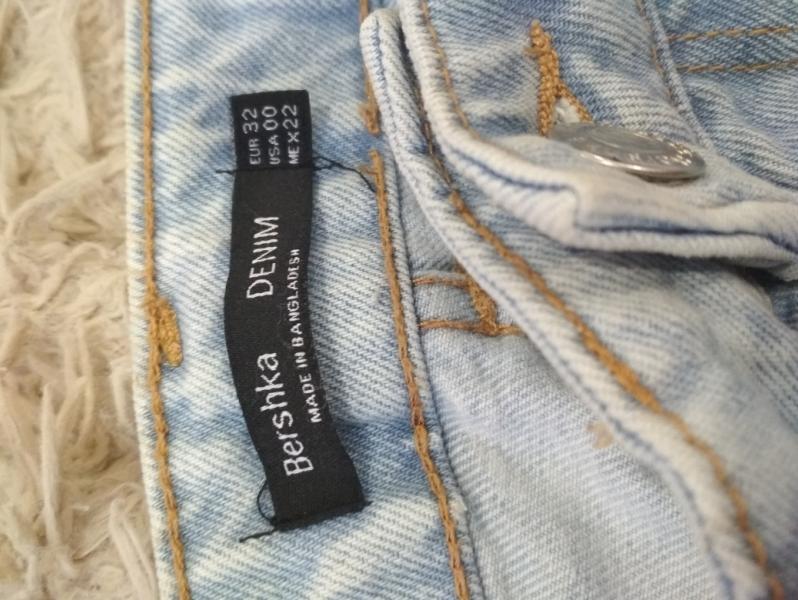 EUR 32
USA 00
MEX 22
Bershka DENIM
MADE IN BANGLADESH